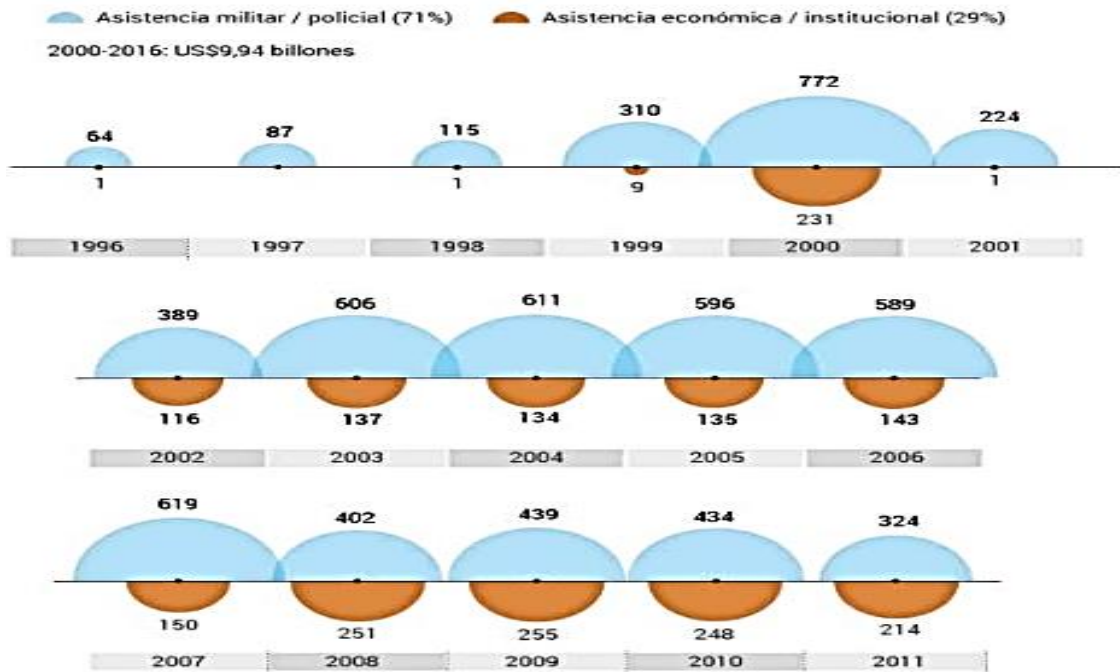 Asistencia militar / policial (71%) Asistencia económica / institucional (29%)
2000-2016: US$9,94 billones
64 87 115 310 772 224
1 1 9 231 1
1996 1997 1998 1999 2000 2001
389 606 611 596 589
116 137 134 135 143
2002 2003 2004 2005 2006
619 402 439 434 324
150 251 255 248 214
2007 2008 2009 2010 2011